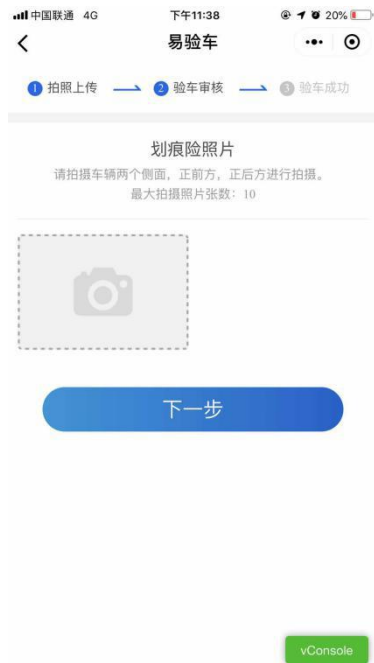 中国联通 4G 下午11:38 20%
易验车
1 拍照上传 2 验车审核 3 验车成功
划痕险照片
请拍摄车辆两个侧面，正前方，正后方进行拍摄。
最大拍摄照片张数：10
下一步
vConsole